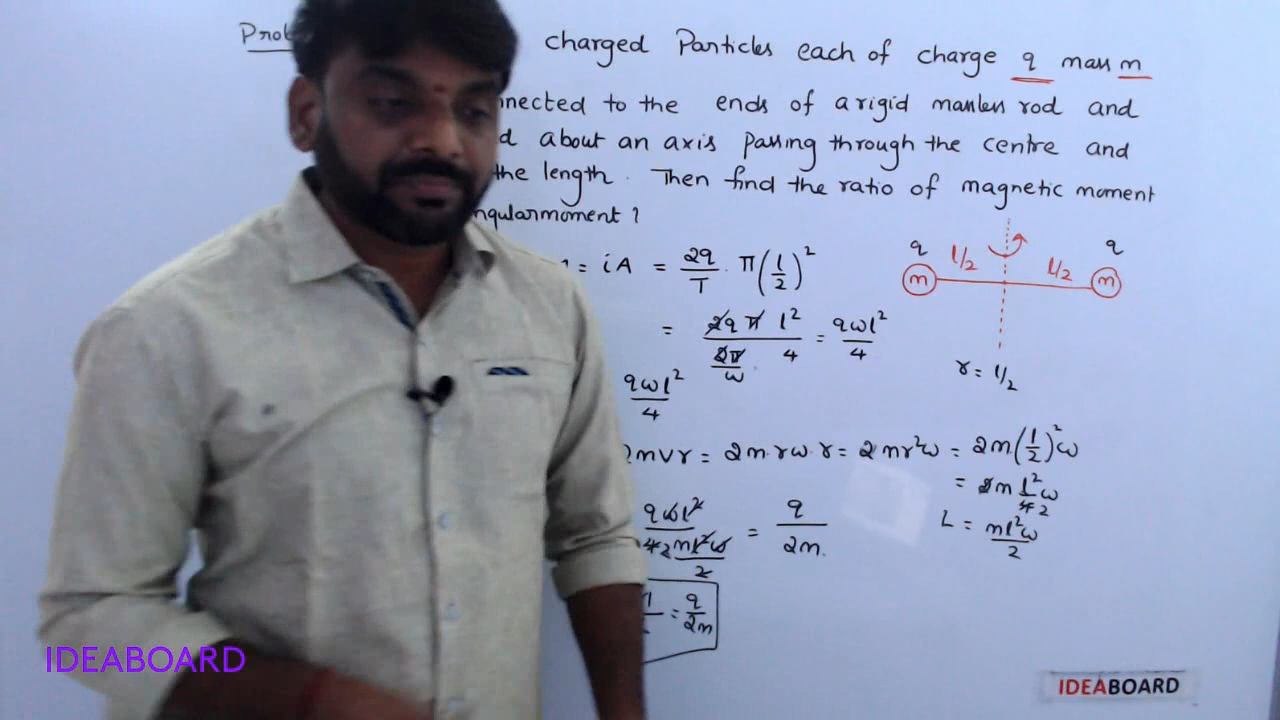 charged Particles each of charge q mass m
nected to the ends of a rigid massless rod and
d about an axis passing through the centre and
the length. Then find the ratio of magnetic moment
ngularmoment ?
= iA = 2q/T · π(l/2)²
= 2qπ l² / (2π/ω) 4 = qωl²/4
qωl²/4
q q
l/2 l/2
m m
r = l/2
2mvr = 2m·rω·r = 2mr²ω = 2m(l/2)²ω
= 2m l²/4 2 ω
L = ml²ω/2
qωl² / 4 2 ml²ω/2 = q/2m
= q/2m
IDEABOARD
IDEABOARD